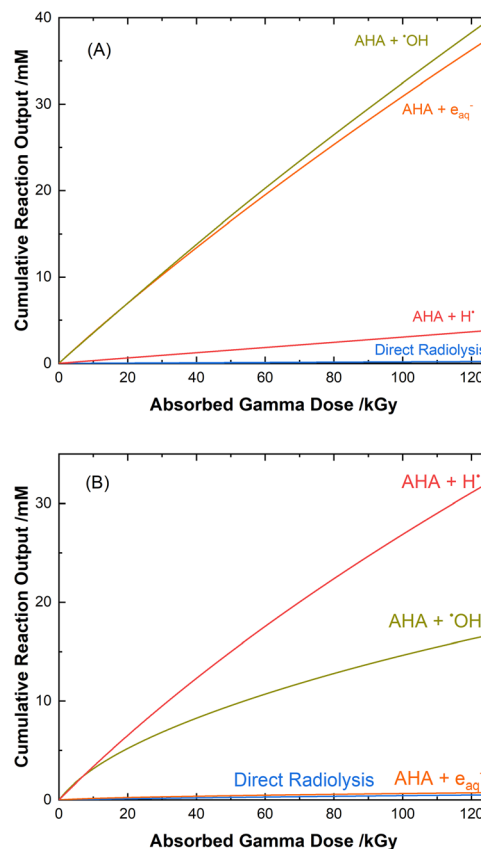 (A)
AHA + •OH
AHA + eaq-
AHA + H•
Direct Radiolysis
40
30
20
10
0
0 20 40 60 80 100 120
Cumulative Reaction Output /mM
Absorbed Gamma Dose /kGy
(B)
AHA + H•
AHA + •OH
Direct Radiolysis AHA + eaq-
30
20
10
0
0 20 40 60 80 100 120
Cumulative Reaction Output /mM
Absorbed Gamma Dose /kGy